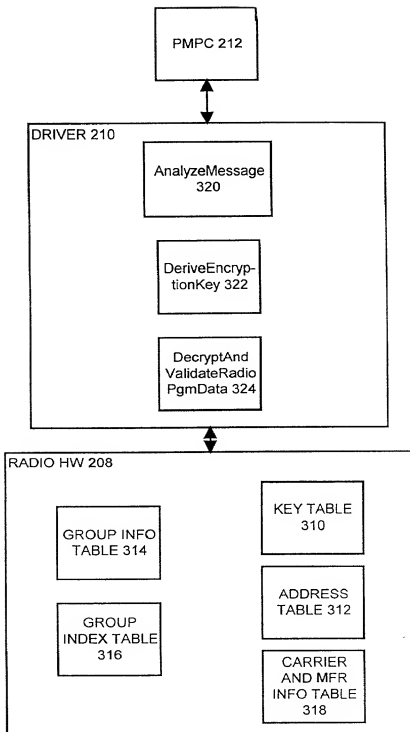 PMPC 212
DRIVER 210
AnalyzeMessage
320
DeriveEncryp-
tionKey 322
DecryptAnd
ValidateRadio
PgmData 324
RADIO HW 208
GROUP INFO
TABLE 314
GROUP
INDEX TABLE
316
KEY TABLE
310
ADDRESS
TABLE 312
CARRIER
AND MFR
INFO TABLE
318